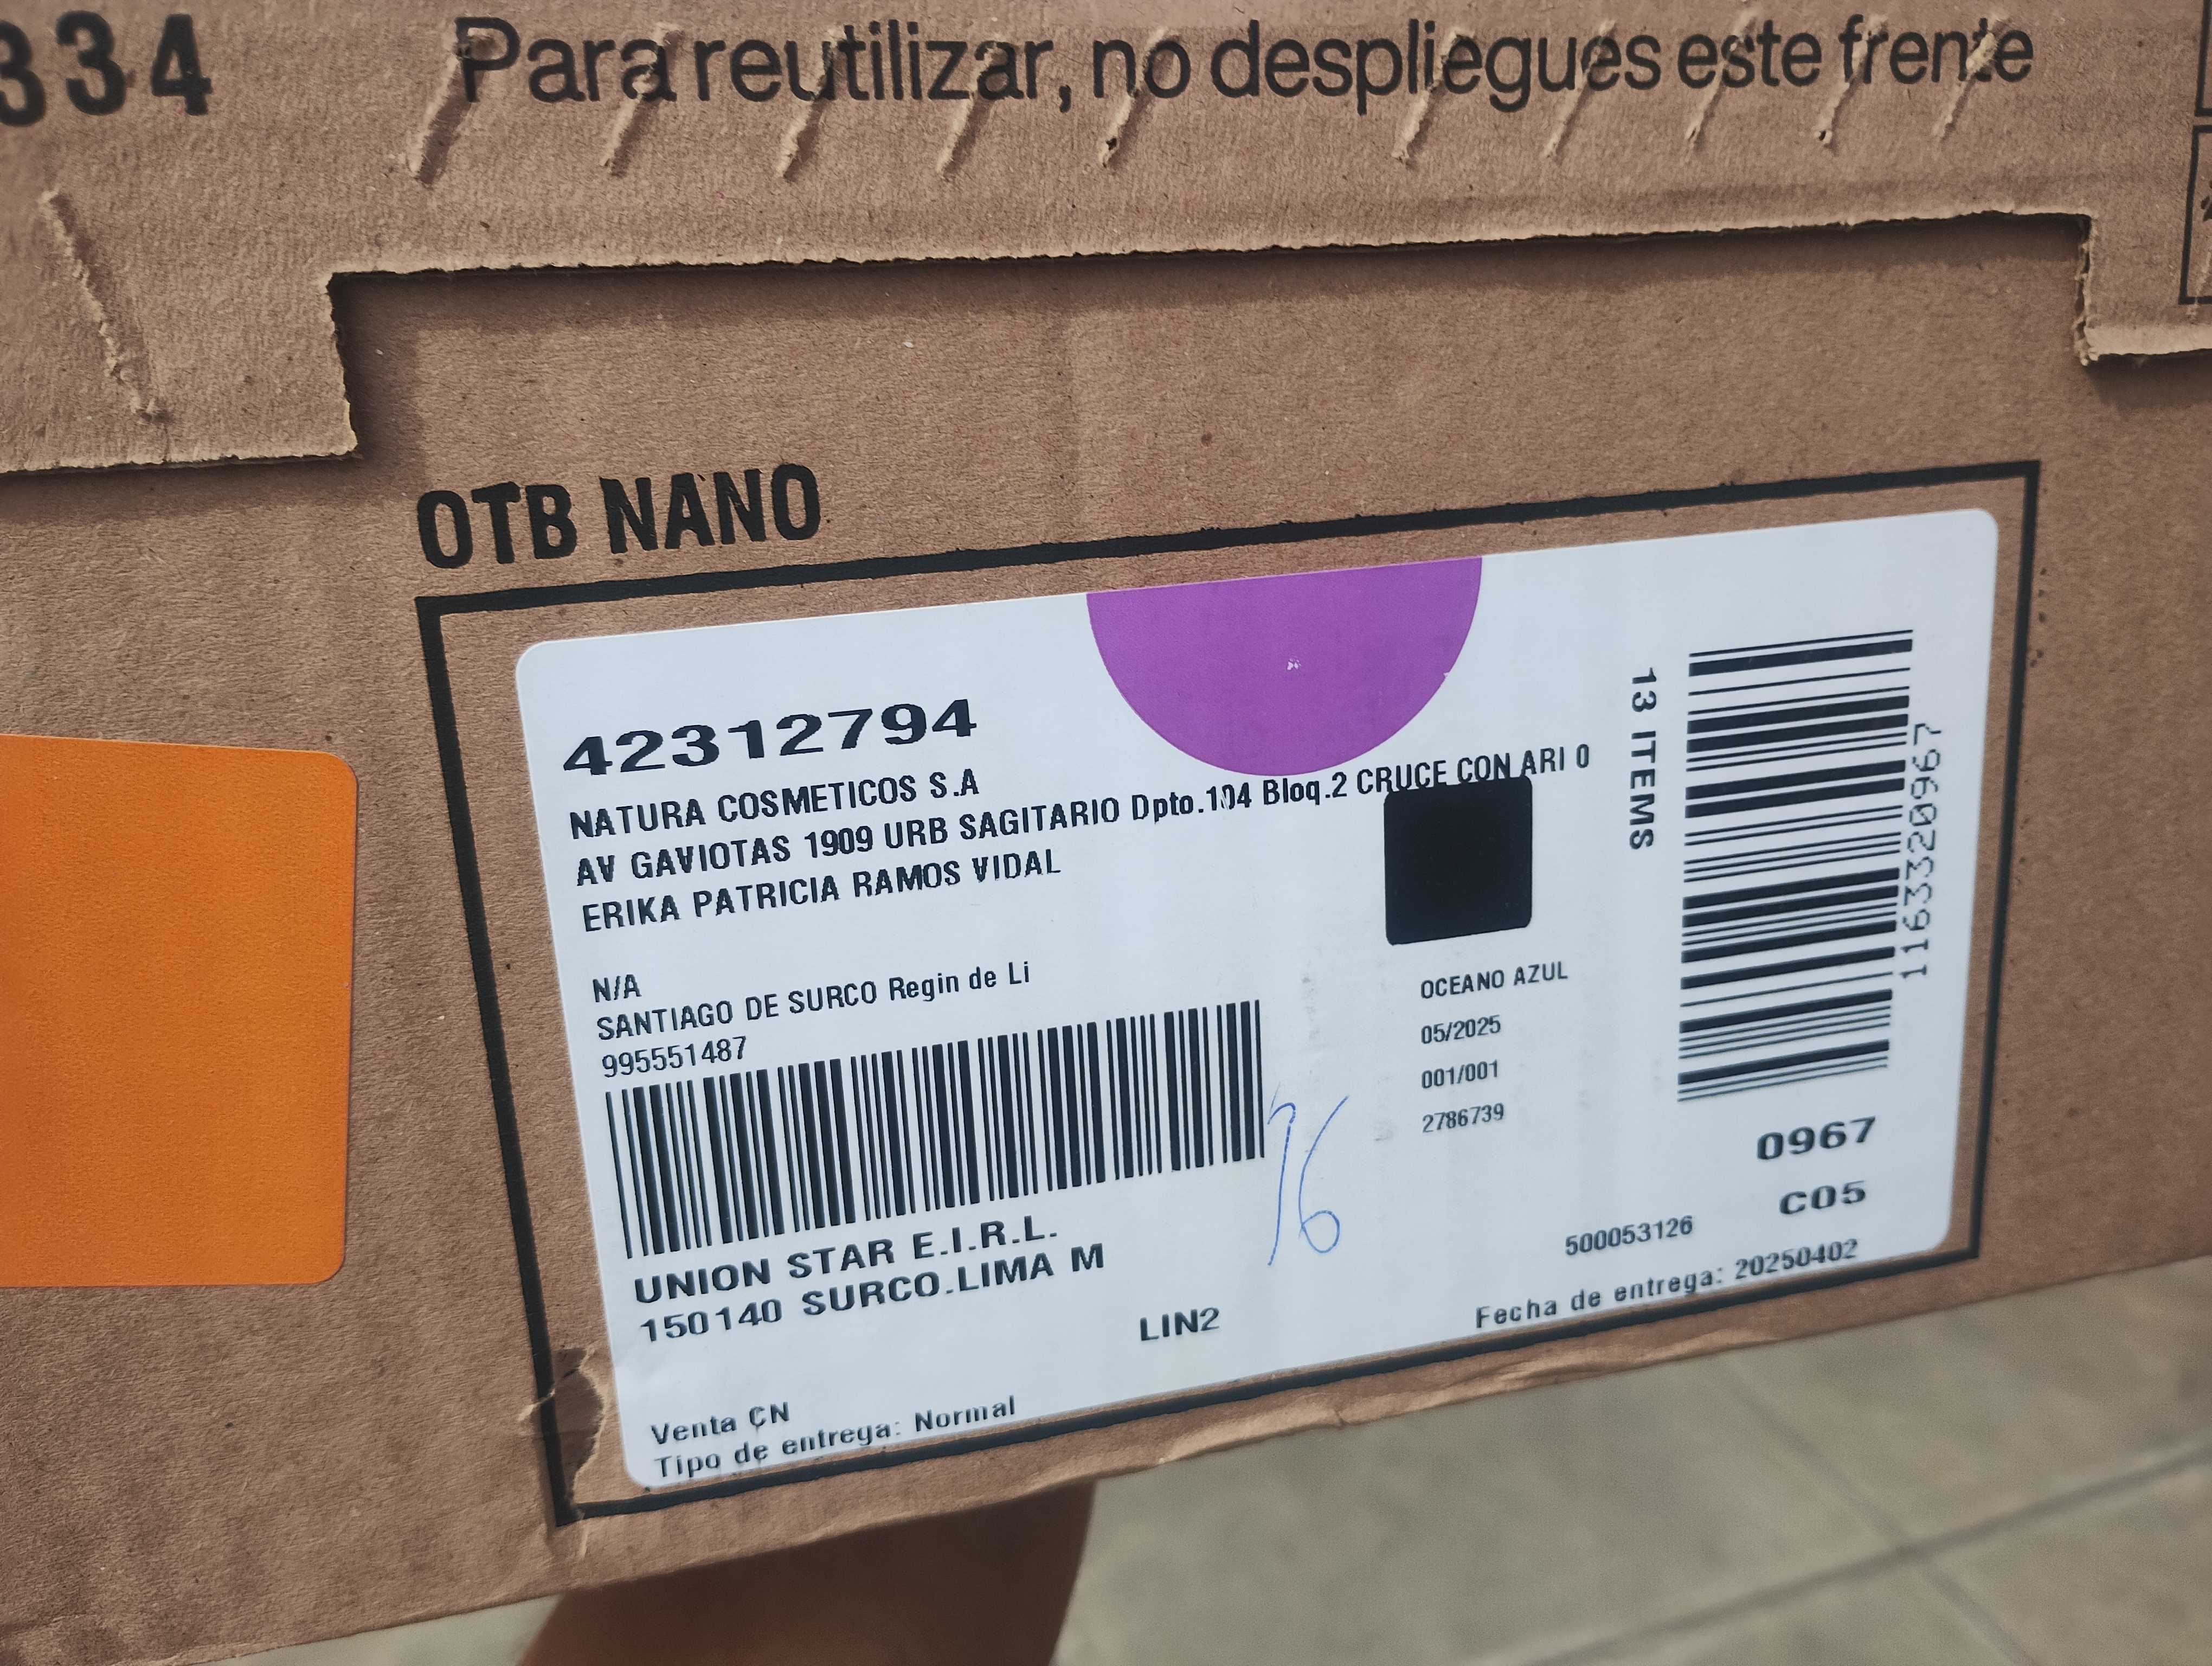 334
Para reutilizar, no despliegues este frente
OTB NANO
42312794
NATURA COSMETICOS S.A
AV GAVIOTAS 1909 URB SAGITARIO Dpto.104 Bloq.2 CRUCE CON ARI 0
ERIKA PATRICIA RAMOS VIDAL
N/A
SANTIAGO DE SURCO Regin de Li
995551487
UNION STAR E.I.R.L.
150140 SURCO.LIMA M
LIN2
Venta CN
Tipo de entrega: Normal
16
OCEANO AZUL
05/2025
001/001
2786739
13 ITEMS
1163320967
0967
C05
500053126
Fecha de entrega: 20250402